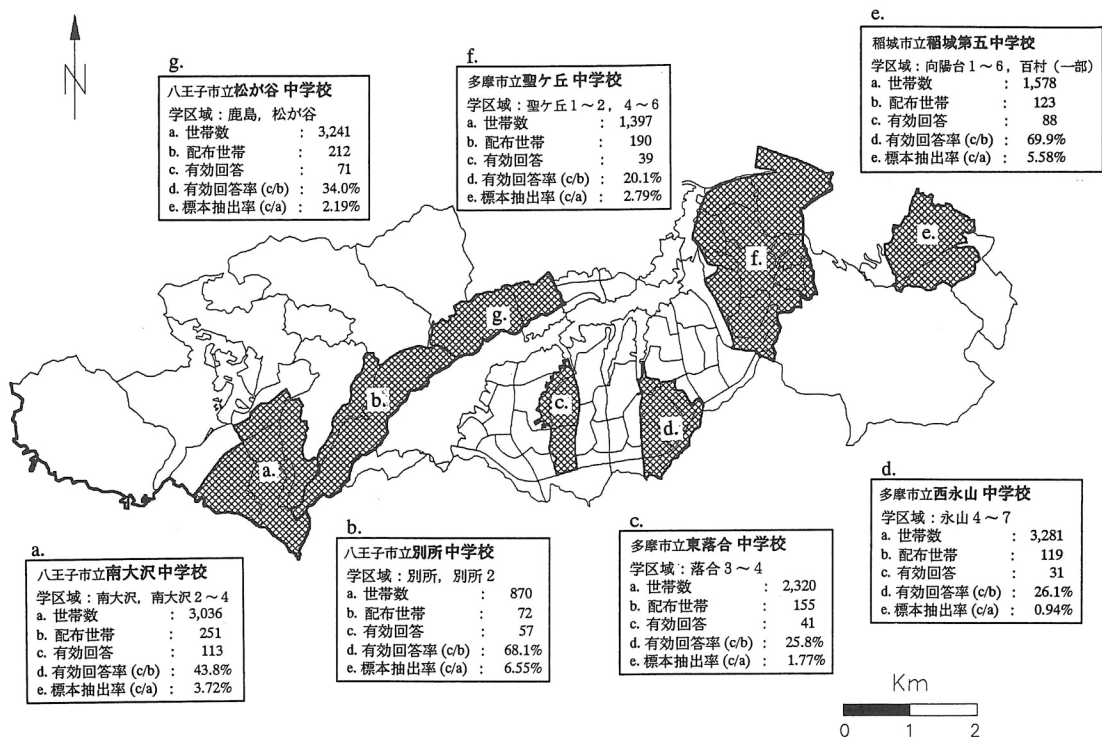 N
g.
八王子市立松が谷 中学校
学区域：鹿島，松が谷
a. 世帯数 : 3,241
b. 配布世帯 : 212
c. 有効回答 : 71
d. 有効回答率 (c/b) : 34.0%
e. 標本抽出率 (c/a) : 2.19%
f.
多摩市立聖ケ丘 中学校
学区域：聖ケ丘1～2，4～6
a. 世帯数 : 1,397
b. 配布世帯 : 190
c. 有効回答 : 39
d. 有効回答率 (c/b) : 20.1%
e. 標本抽出率 (c/a) : 2.79%
e.
稲城市立稲城第五中学校
学区域：向陽台1～6，百村（一部）
a. 世帯数 : 1,578
b. 配布世帯 : 123
c. 有効回答 : 88
d. 有効回答率 (c/b) : 69.9%
e. 標本抽出率 (c/a) : 5.58%
e.
f.
g.
b.
c.
d.
a.
a.
八王子市立南大沢中学校
学区域：南大沢，南大沢2～4
a. 世帯数 : 3,036
b. 配布世帯 : 251
c. 有効回答 : 113
d. 有効回答率 (c/b) : 43.8%
e. 標本抽出率 (c/a) : 3.72%
b.
八王子市立別所中学校
学区域：別所，別所2
a. 世帯数 : 870
b. 配布世帯 : 72
c. 有効回答 : 57
d. 有効回答率 (c/b) : 68.1%
e. 標本抽出率 (c/a) : 6.55%
c.
多摩市立東落合 中学校
学区域：落合3～4
a. 世帯数 : 2,320
b. 配布世帯 : 155
c. 有効回答 : 41
d. 有効回答率 (c/b) : 25.8%
e. 標本抽出率 (c/a) : 1.77%
d.
多摩市立西永山 中学校
学区域：永山4～7
a. 世帯数 : 3,281
b. 配布世帯 : 119
c. 有効回答 : 31
d. 有効回答率 (c/b) : 26.1%
e. 標本抽出率 (c/a) : 0.94%
Km
0 1 2